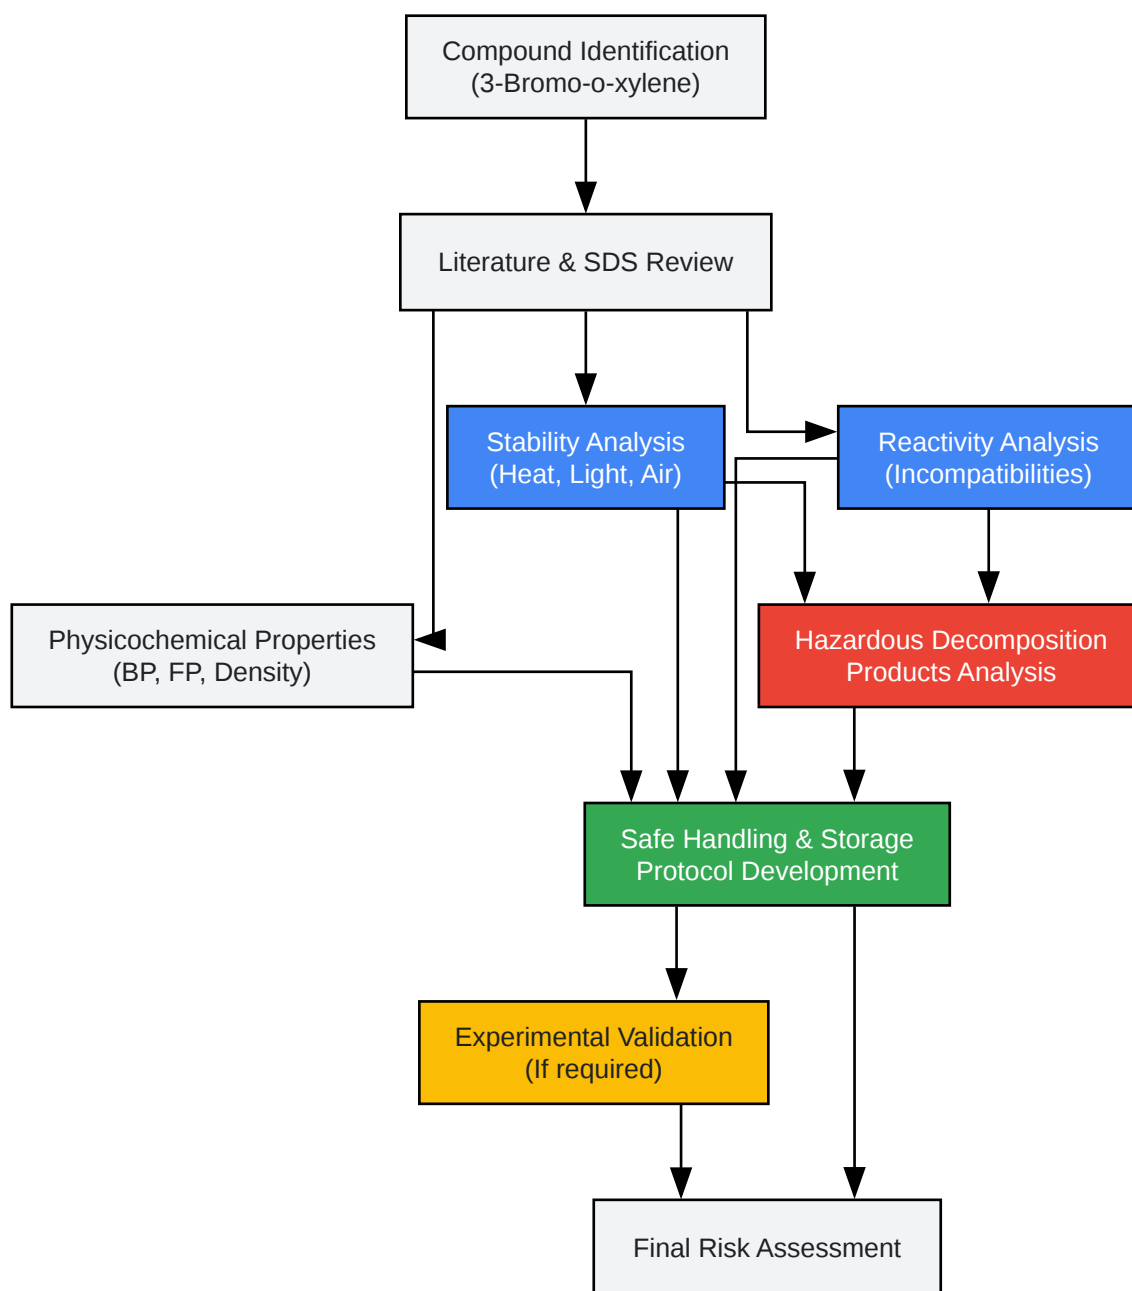 Compound Identification
(3-Bromo-o-xylene)
Literature & SDS Review
Stability Analysis
(Heat, Light, Air)
Reactivity Analysis
(Incompatibilities)
Physicochemical Properties
(BP, FP, Density)
Hazardous Decomposition
Products Analysis
Safe Handling & Storage
Protocol Development
Experimental Validation
(If required)
Final Risk Assessment